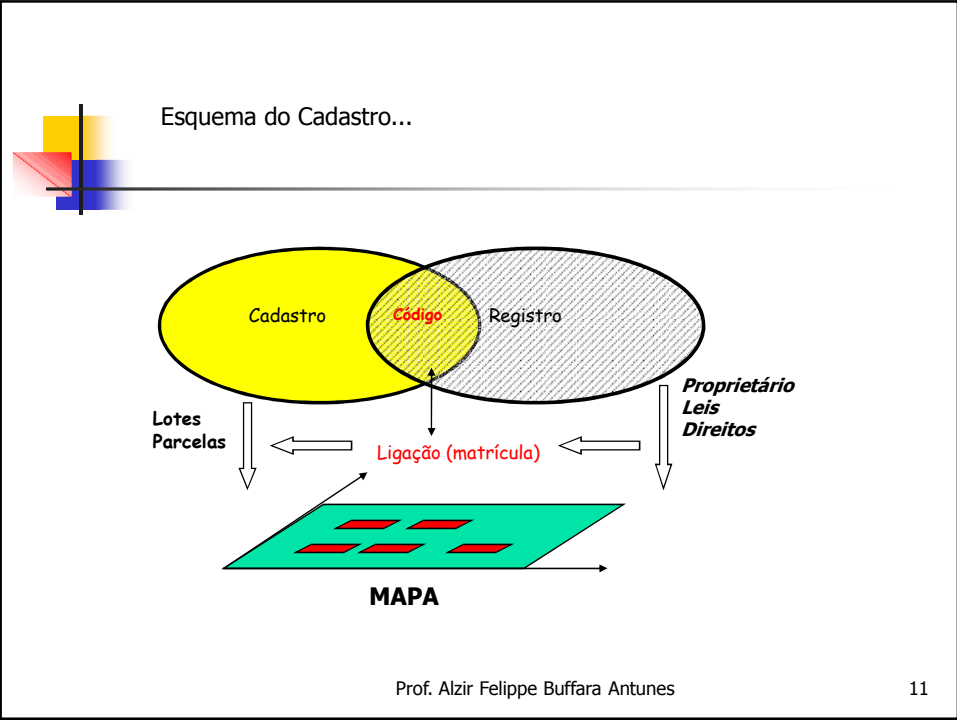 Esquema do Cadastro...
Cadastro
Código
Registro
Proprietário
Leis
Direitos
Lotes
Parcelas
Ligação (matrícula)
MAPA
Prof. Alzir Felippe Buffara Antunes
11